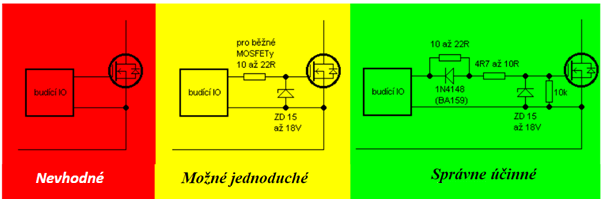 budící IO
Nevhodné
pro běžné
MOSFETy
10 až 22R
budící IO
ZD 15
až 18V
Možné jednoduché
10 až 22R
4R7 až 10R
budící IO
1N4148
(BA159)
10k
ZD 15
až 18V
Správne účinné